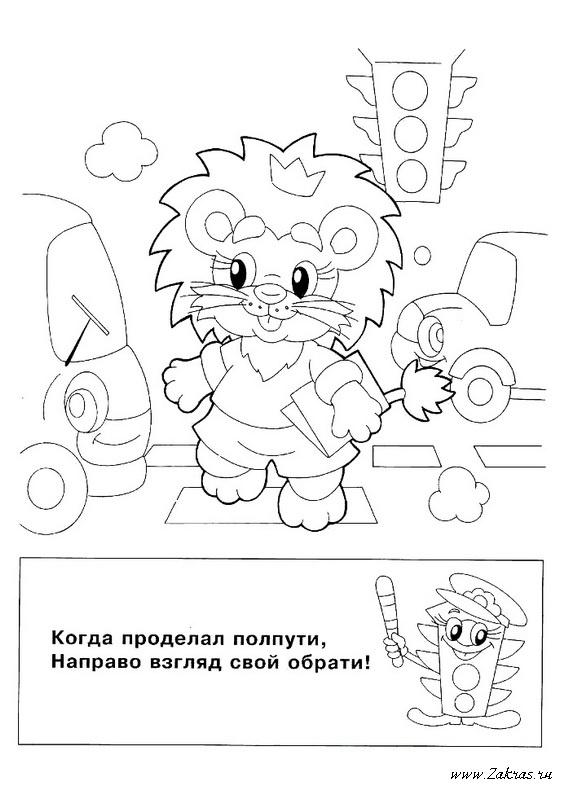 Когда проделал полпути,
Направо взгляд свой обрати!
www.Zakras.ru